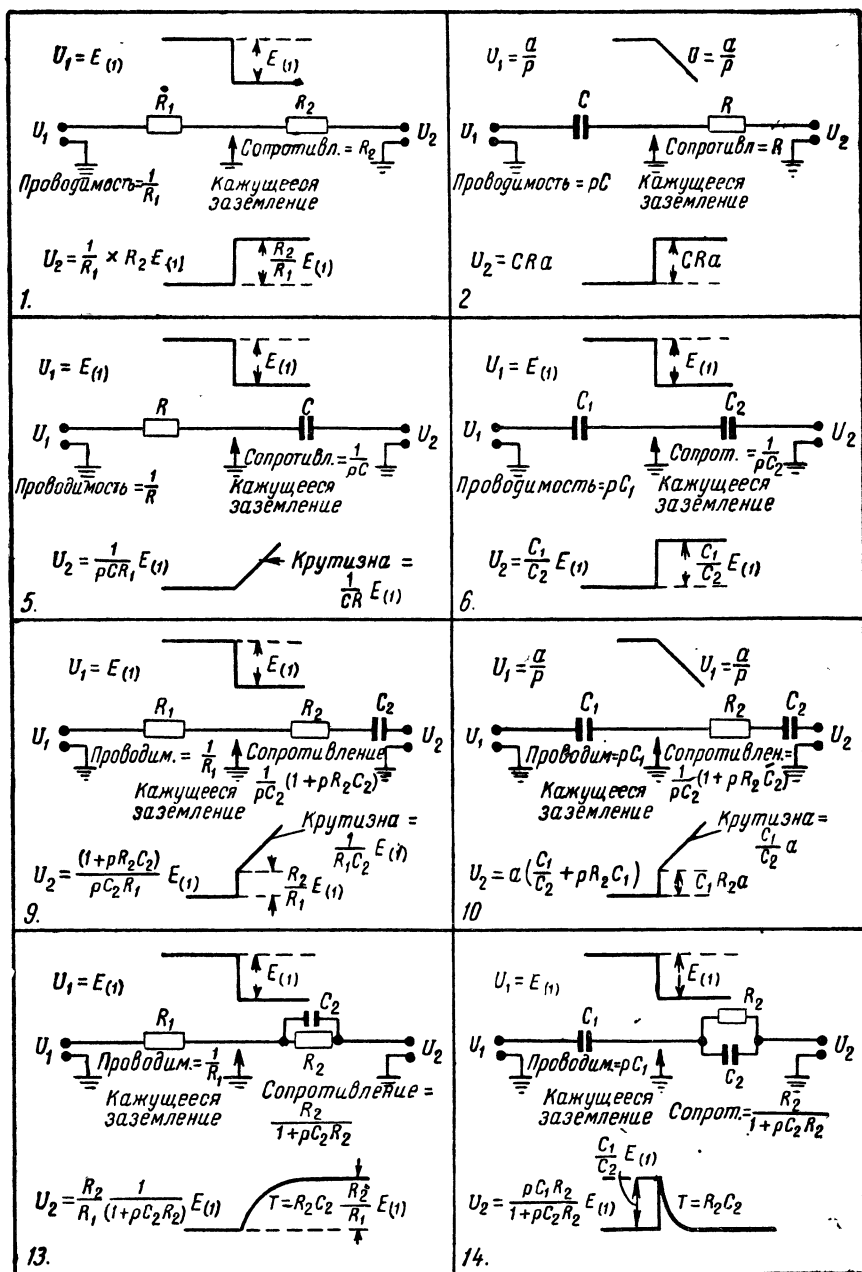 U₁ = E₍₁₎
E₍₁₎
R₁
R₂
U₁
U₂
Сопротивл. = R₂
Проводимость = 1/R₁
Кажущееся
заземление
U₂ = 1/R₁ × R₂ E₍₁₎
R₂/R₁ E₍₁₎
1.
U₁ = a/p
U = a/p
C
R
U₁
U₂
Сопротивл = R
Проводимость = pC
Кажущееся
заземление
U₂ = CRa
CRa
2
U₁ = E₍₁₎
E₍₁₎
R
C
U₁
U₂
Сопротивл. = 1/pC
Проводимость = 1/R
Кажущееся
заземление
U₂ = 1/pCR₁ E₍₁₎
Крутизна =
1/CR E₍₁₎
5.
U₁ = E₍₁₎
E₍₁₎
C₁
C₂
U₁
U₂
Сопрот. = 1/pC₂
Проводимость = pC₁
Кажущееся
заземление
U₂ = C₁/C₂ E₍₁₎
C₁/C₂ E₍₁₎
6.
U₁ = E₍₁₎
E₍₁₎
R₁
R₂
C₂
U₁
U₂
Проводим. = 1/R₁
Сопротивление
1/pC₂ (1+pR₂C₂)
Кажущееся
заземление
Крутизна =
1/R₁C₂ E₍₁₎
U₂ = (1+pR₂C₂)/pC₂R₁ E₍₁₎
R₂/R₁ E₍₁₎
9.
U₁ = a/p
U₁ = a/p
C₁
R₂
C₂
U₁
U₂
Проводим = pC₁
Сопротивлен. =
1/pC₂ (1+pR₂C₂)
Кажущееся
заземление
Крутизна =
C₁/C₂ a
U₂ = a(C₁/C₂ + pR₂C₁)
C₁R₂a
10
U₁ = E₍₁₎
E₍₁₎
R₁
C₂
R₂
U₁
U₂
Проводим. = 1/R₁
Кажущееся
заземление
Сопротивление =
R₂/1+pC₂R₂
U₂ = R₂/R₁ 1/(1+pC₂R₂) E₍₁₎
T = R₂C₂
R₂/R₁ E₍₁₎
13.
U₁ = E₍₁₎
E₍₁₎
C₁
R₂
C₂
U₁
U₂
Проводим. = pC₁
Кажущееся
заземление
Сопрот. = R₂/1+pC₂R₂
C₁/C₂ E₍₁₎
U₂ = pC₁R₂/1+pC₂R₂ E₍₁₎
T = R₂C₂
14.